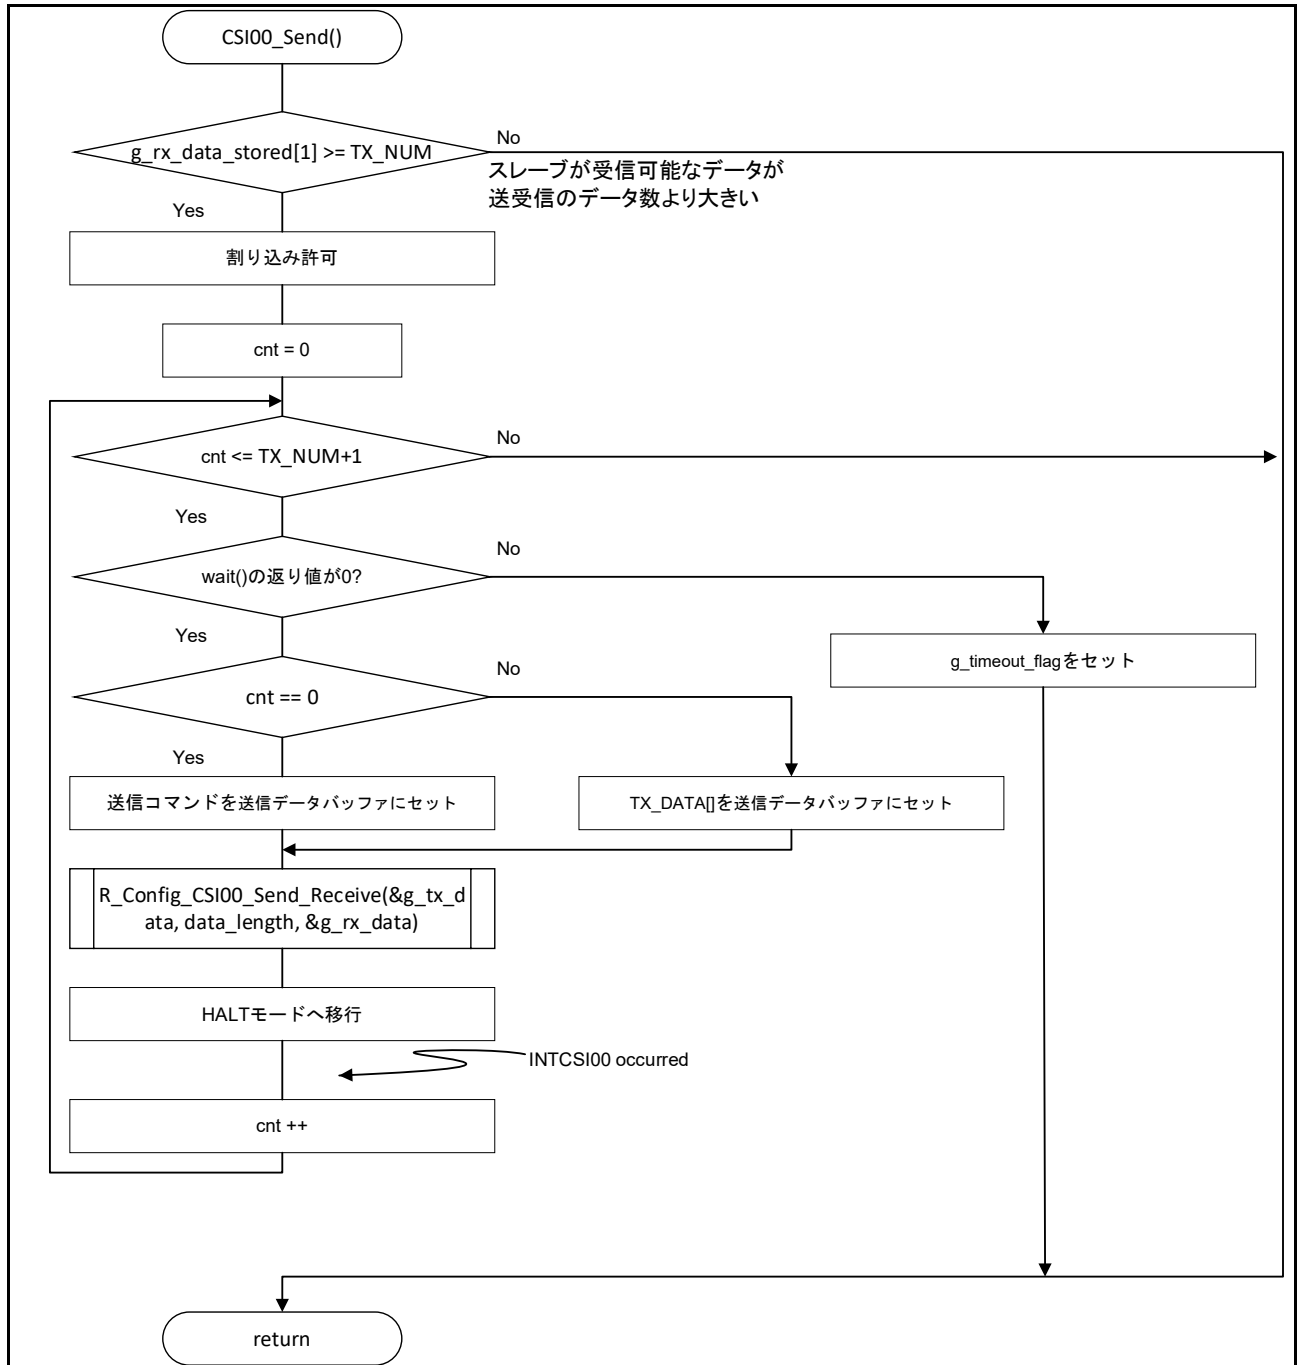 CSI00_Send()
g_rx_data_stored[1] >= TX_NUM
No
スレーブが受信可能なデータが
送受信のデータ数より大きい
Yes
割り込み許可
cnt = 0
cnt <= TX_NUM+1
No
Yes
wait()の返り値が0?
No
Yes
g_timeout_flagをセット
cnt == 0
No
Yes
送信コマンドを送信データバッファにセット
TX_DATA[]を送信データバッファにセット
R_Config_CSI00_Send_Receive(&g_tx_d
ata, data_length, &g_rx_data)
HALTモードへ移行
INTCSI00 occurred
cnt ++
return